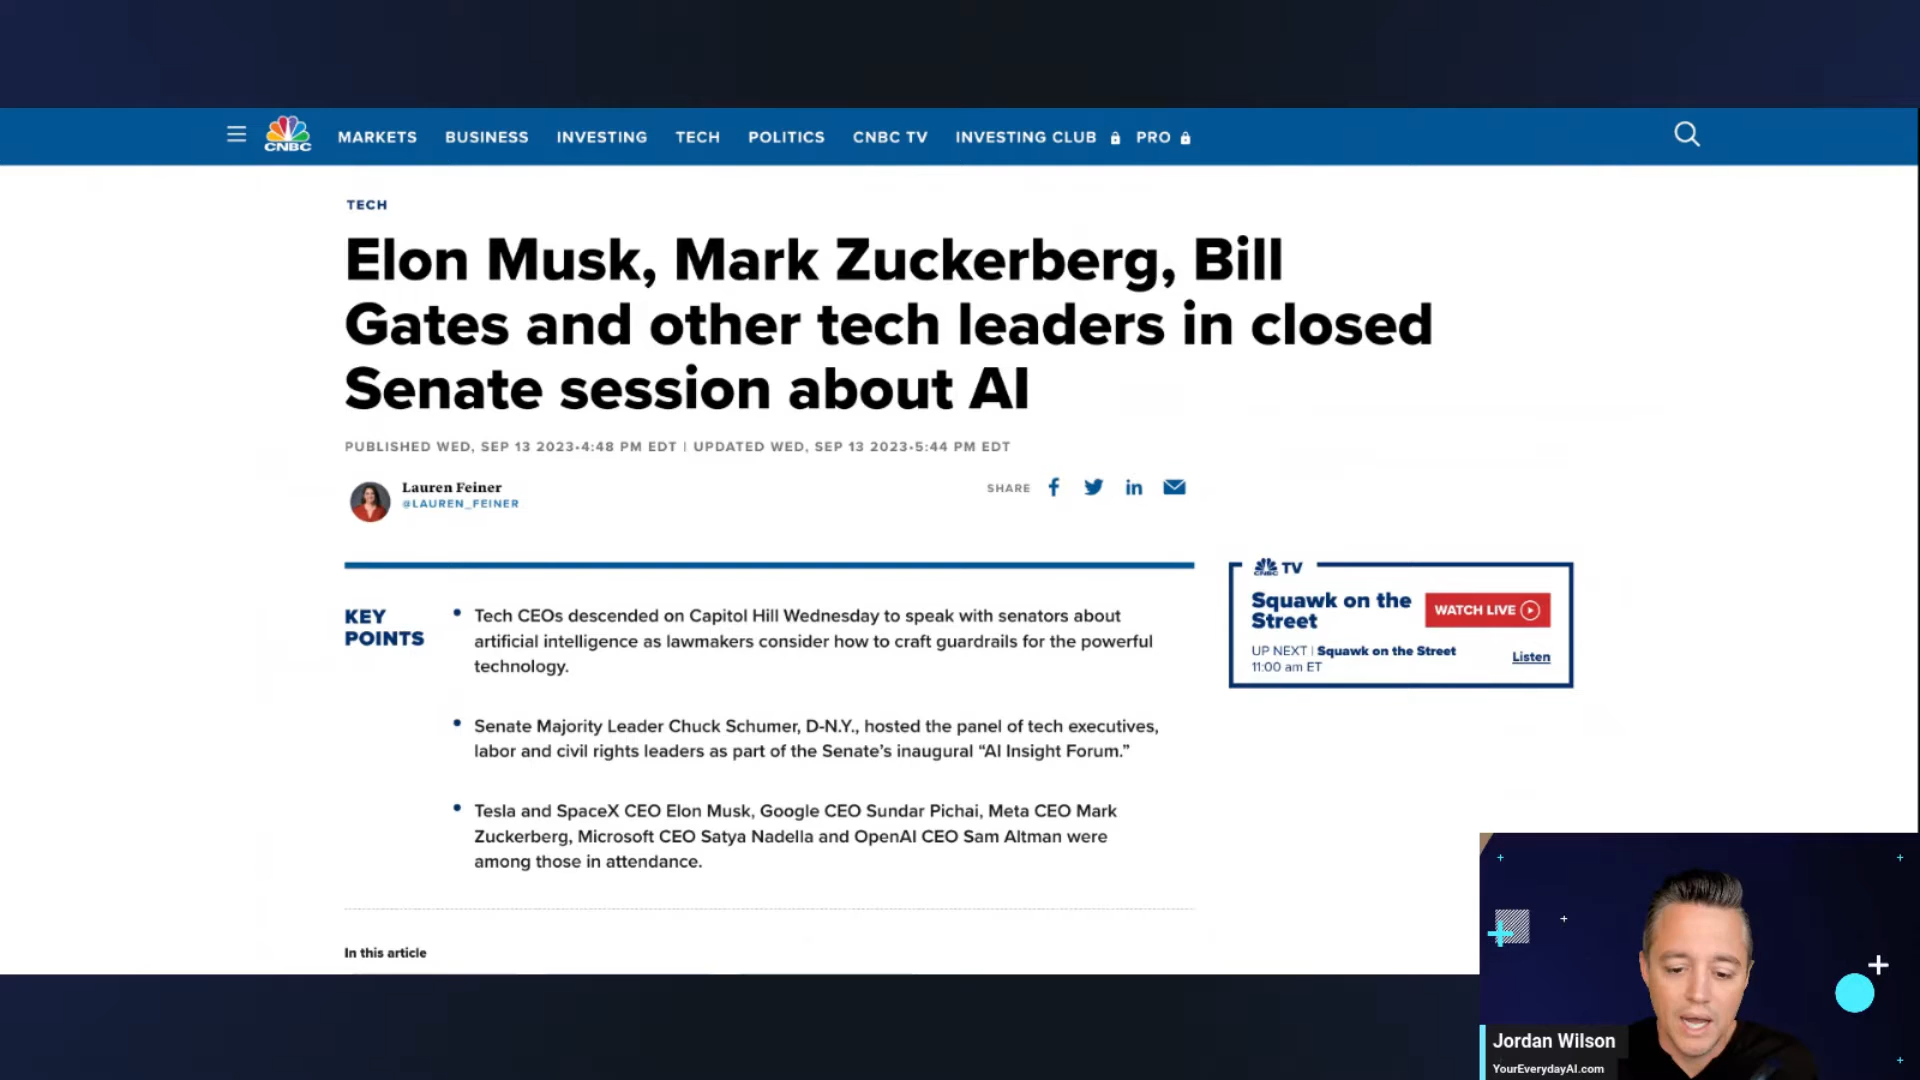 CNBC
MARKETS BUSINESS INVESTING TECH POLITICS CNBC TV INVESTING CLUB PRO
TECH
Elon Musk, Mark Zuckerberg, Bill
Gates and other tech leaders in closed
Senate session about AI
PUBLISHED WED, SEP 13 2023•4:48 PM EDT | UPDATED WED, SEP 13 2023•5:44 PM EDT
Lauren Feiner
@LAUREN_FEINER
SHARE
KEY
POINTS
• Tech CEOs descended on Capitol Hill Wednesday to speak with senators about
artificial intelligence as lawmakers consider how to craft guardrails for the powerful
technology.
• Senate Majority Leader Chuck Schumer, D-N.Y., hosted the panel of tech executives,
labor and civil rights leaders as part of the Senate’s inaugural “AI Insight Forum.”
• Tesla and SpaceX CEO Elon Musk, Google CEO Sundar Pichai, Meta CEO Mark
Zuckerberg, Microsoft CEO Satya Nadella and OpenAI CEO Sam Altman were
among those in attendance.
In this article
CNBC TV
Squawk on the
Street
WATCH LIVE
UP NEXT | Squawk on the Street
11:00 am ET
Listen
Jordan Wilson
YourEverydayAI.com